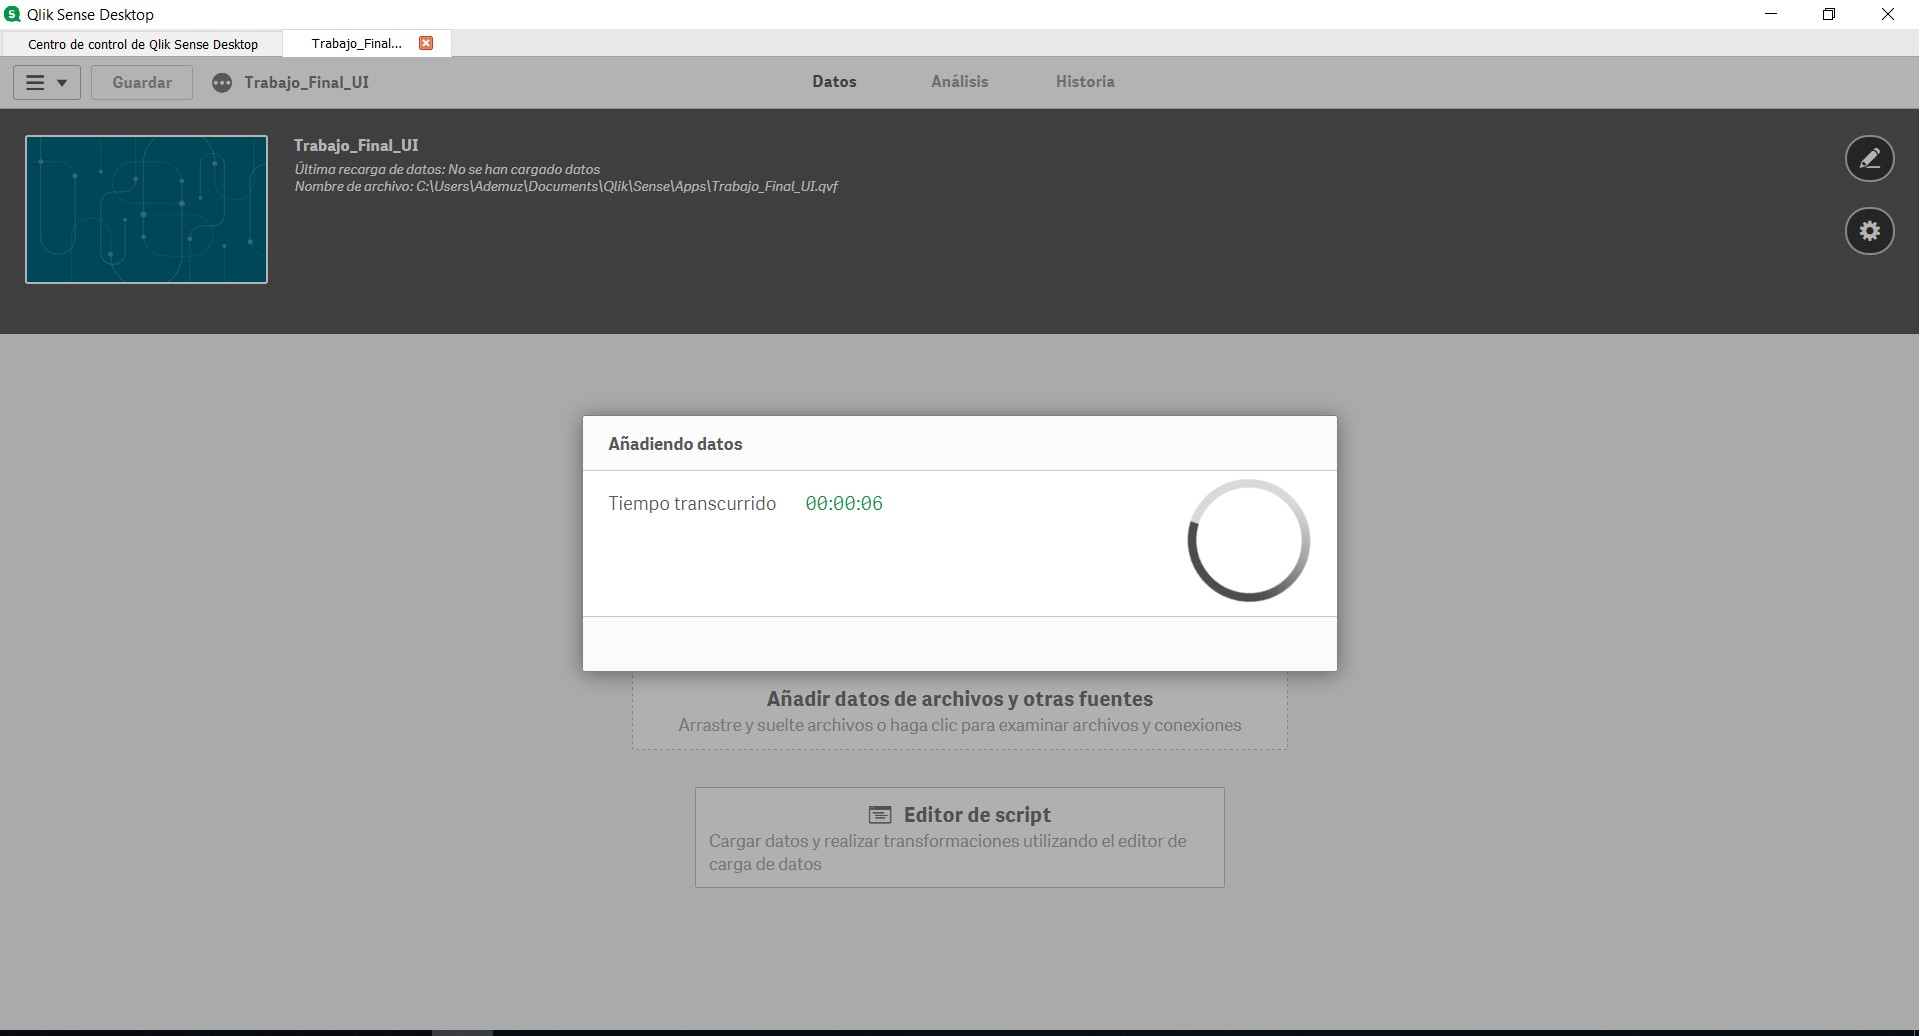 Qlik Sense Desktop
Centro de control de Qlik Sense Desktop
Trabajo_Final...
Guardar
Trabajo_Final_UI
Datos
Análisis
Historia
Trabajo_Final_UI
Última recarga de datos: No se han cargado datos
Nombre de archivo: C:\Users\Ademuz\Documents\Qlik\Sense\Apps\Trabajo_Final_UI.qvf
Añadiendo datos
Tiempo transcurrido 00:00:06
Añadir datos de archivos y otras fuentes
Arrastre y suelte archivos o haga clic para examinar archivos y conexiones
Editor de script
Cargar datos y realizar transformaciones utilizando el editor de
carga de datos